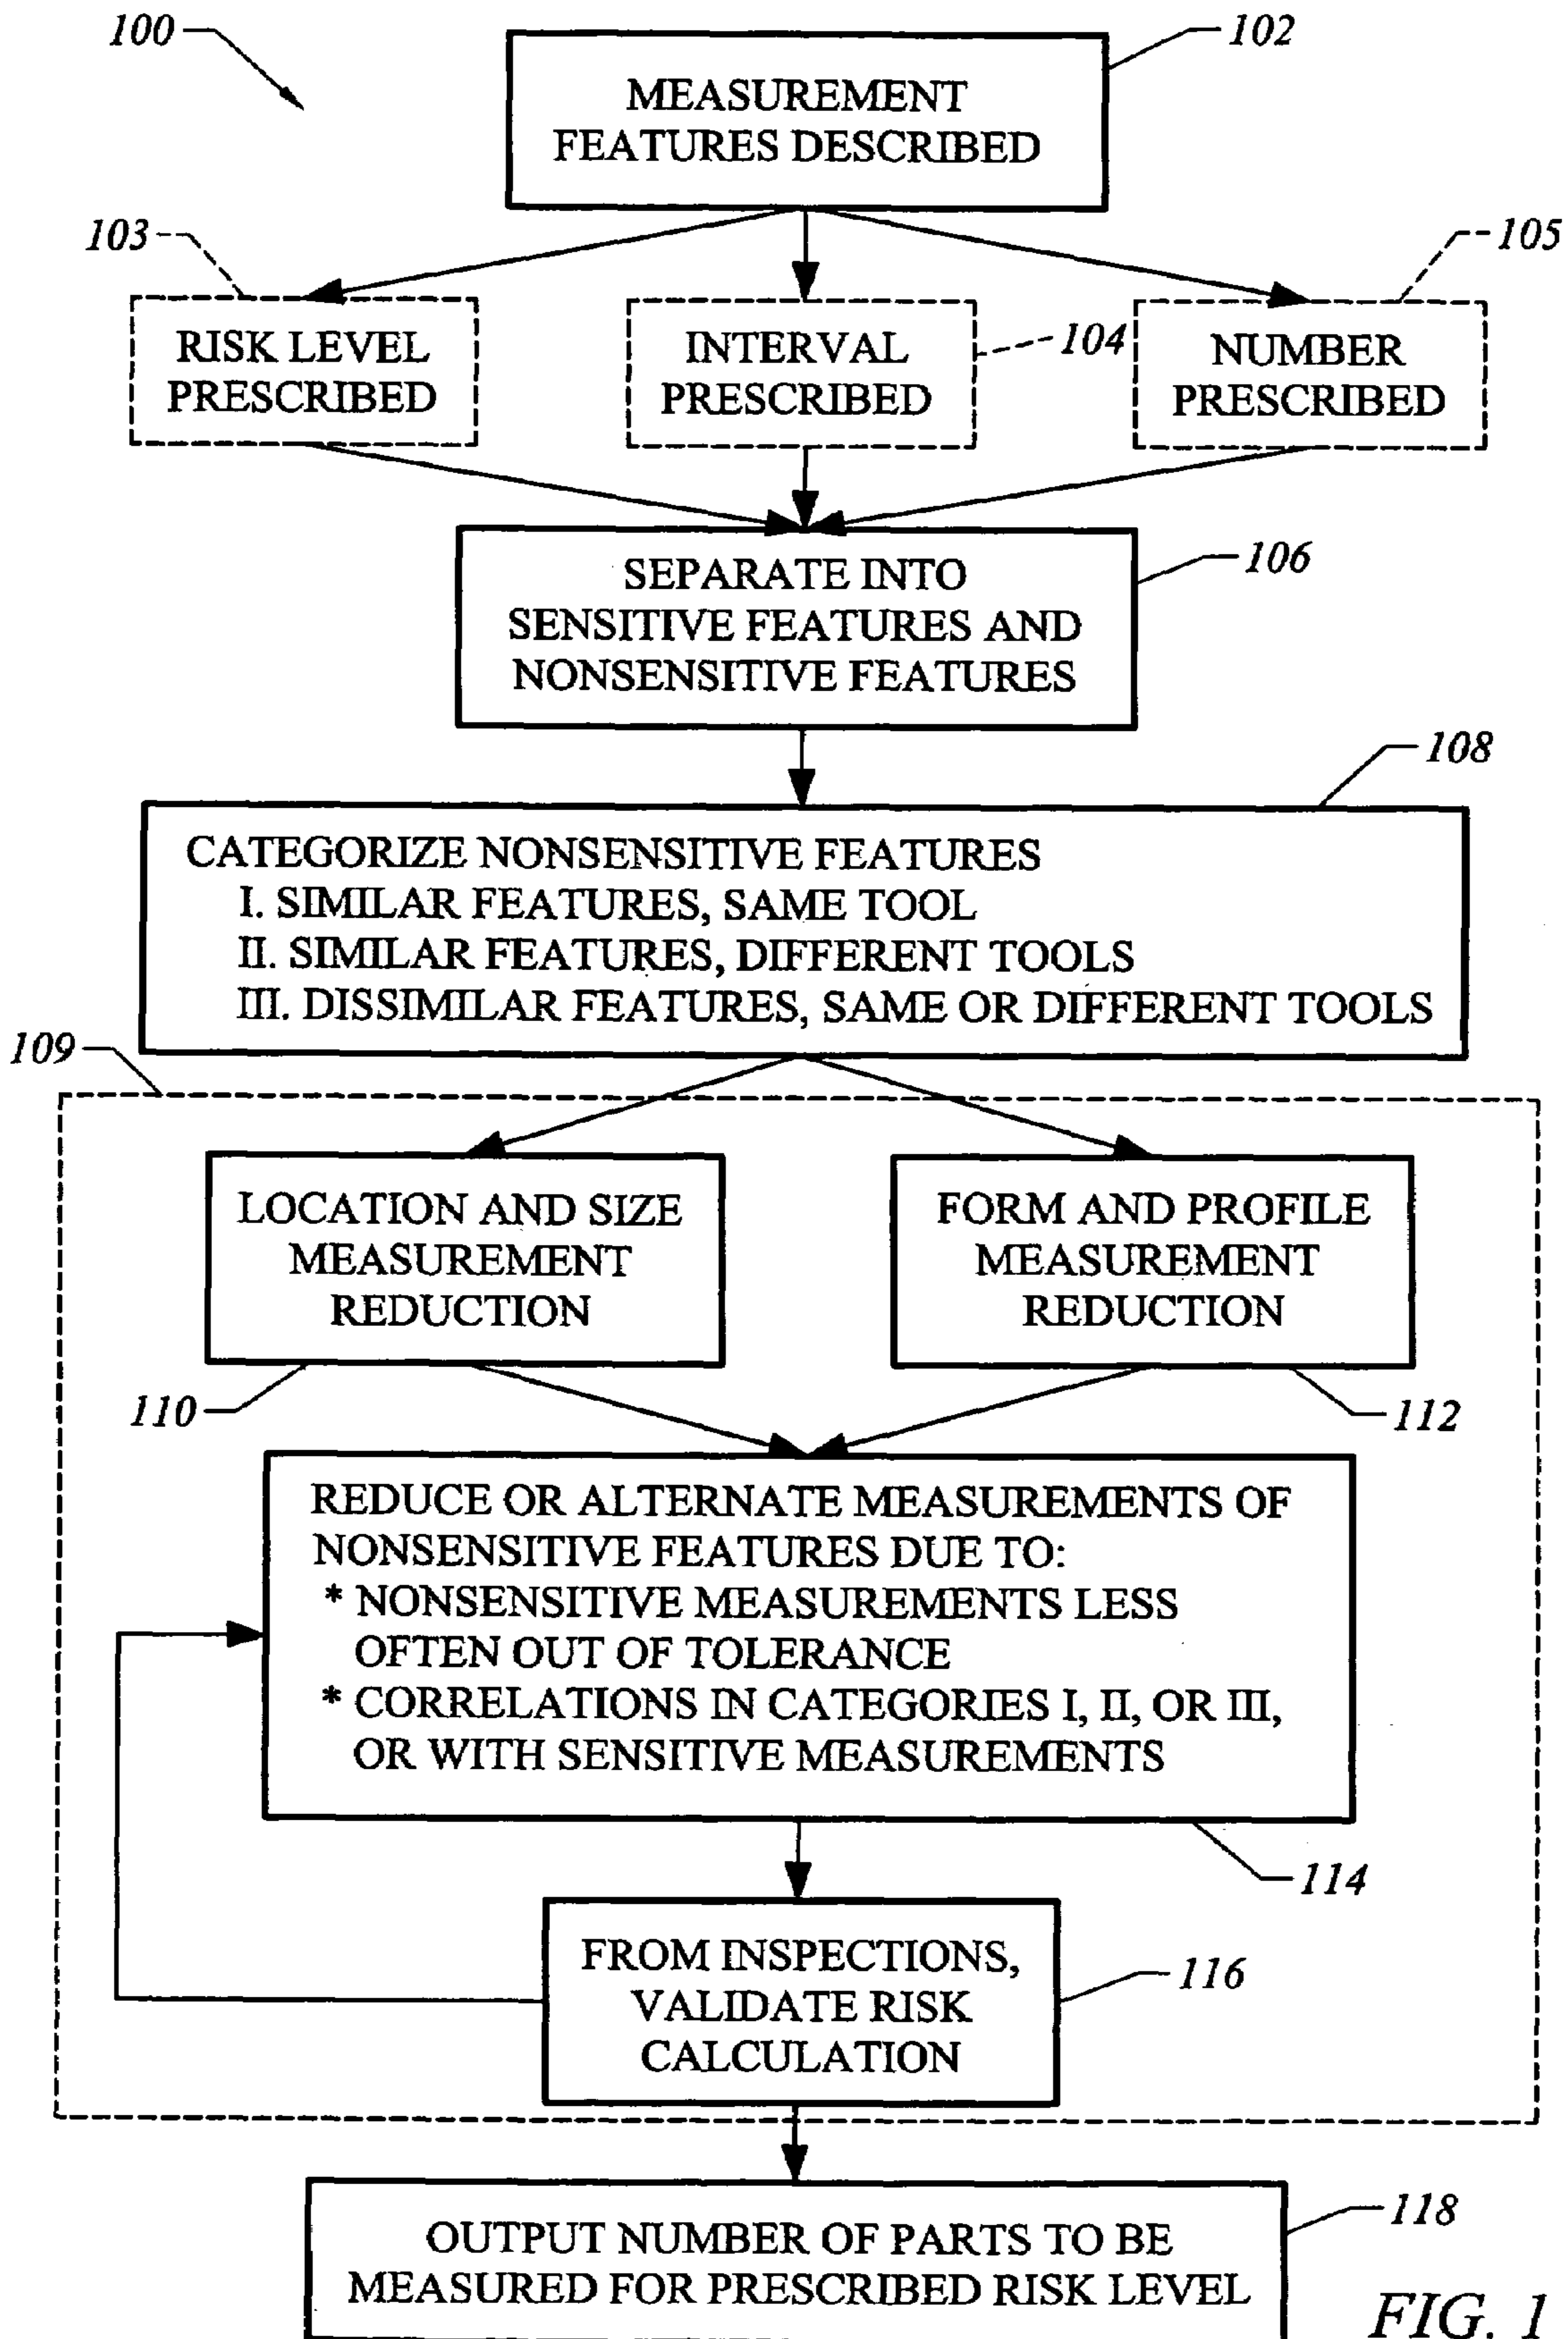 100
102
MEASUREMENT
FEATURES DESCRIBED
103
105
RISK LEVEL
PRESCRIBED
INTERVAL
PRESCRIBED
104
NUMBER
PRESCRIBED
106
SEPARATE INTO
SENSITIVE FEATURES AND
NONSENSITIVE FEATURES
108
CATEGORIZE NONSENSITIVE FEATURES
I. SIMILAR FEATURES, SAME TOOL
II. SIMILAR FEATURES, DIFFERENT TOOLS
III. DISSIMILAR FEATURES, SAME OR DIFFERENT TOOLS
109
LOCATION AND SIZE
MEASUREMENT
REDUCTION
FORM AND PROFILE
MEASUREMENT
REDUCTION
110
112
REDUCE OR ALTERNATE MEASUREMENTS OF
NONSENSITIVE FEATURES DUE TO:
* NONSENSITIVE MEASUREMENTS LESS
OFTEN OUT OF TOLERANCE
* CORRELATIONS IN CATEGORIES I, II, OR III,
OR WITH SENSITIVE MEASUREMENTS
114
FROM INSPECTIONS,
VALIDATE RISK
CALCULATION
116
118
OUTPUT NUMBER OF PARTS TO BE
MEASURED FOR PRESCRIBED RISK LEVEL
FIG. 1